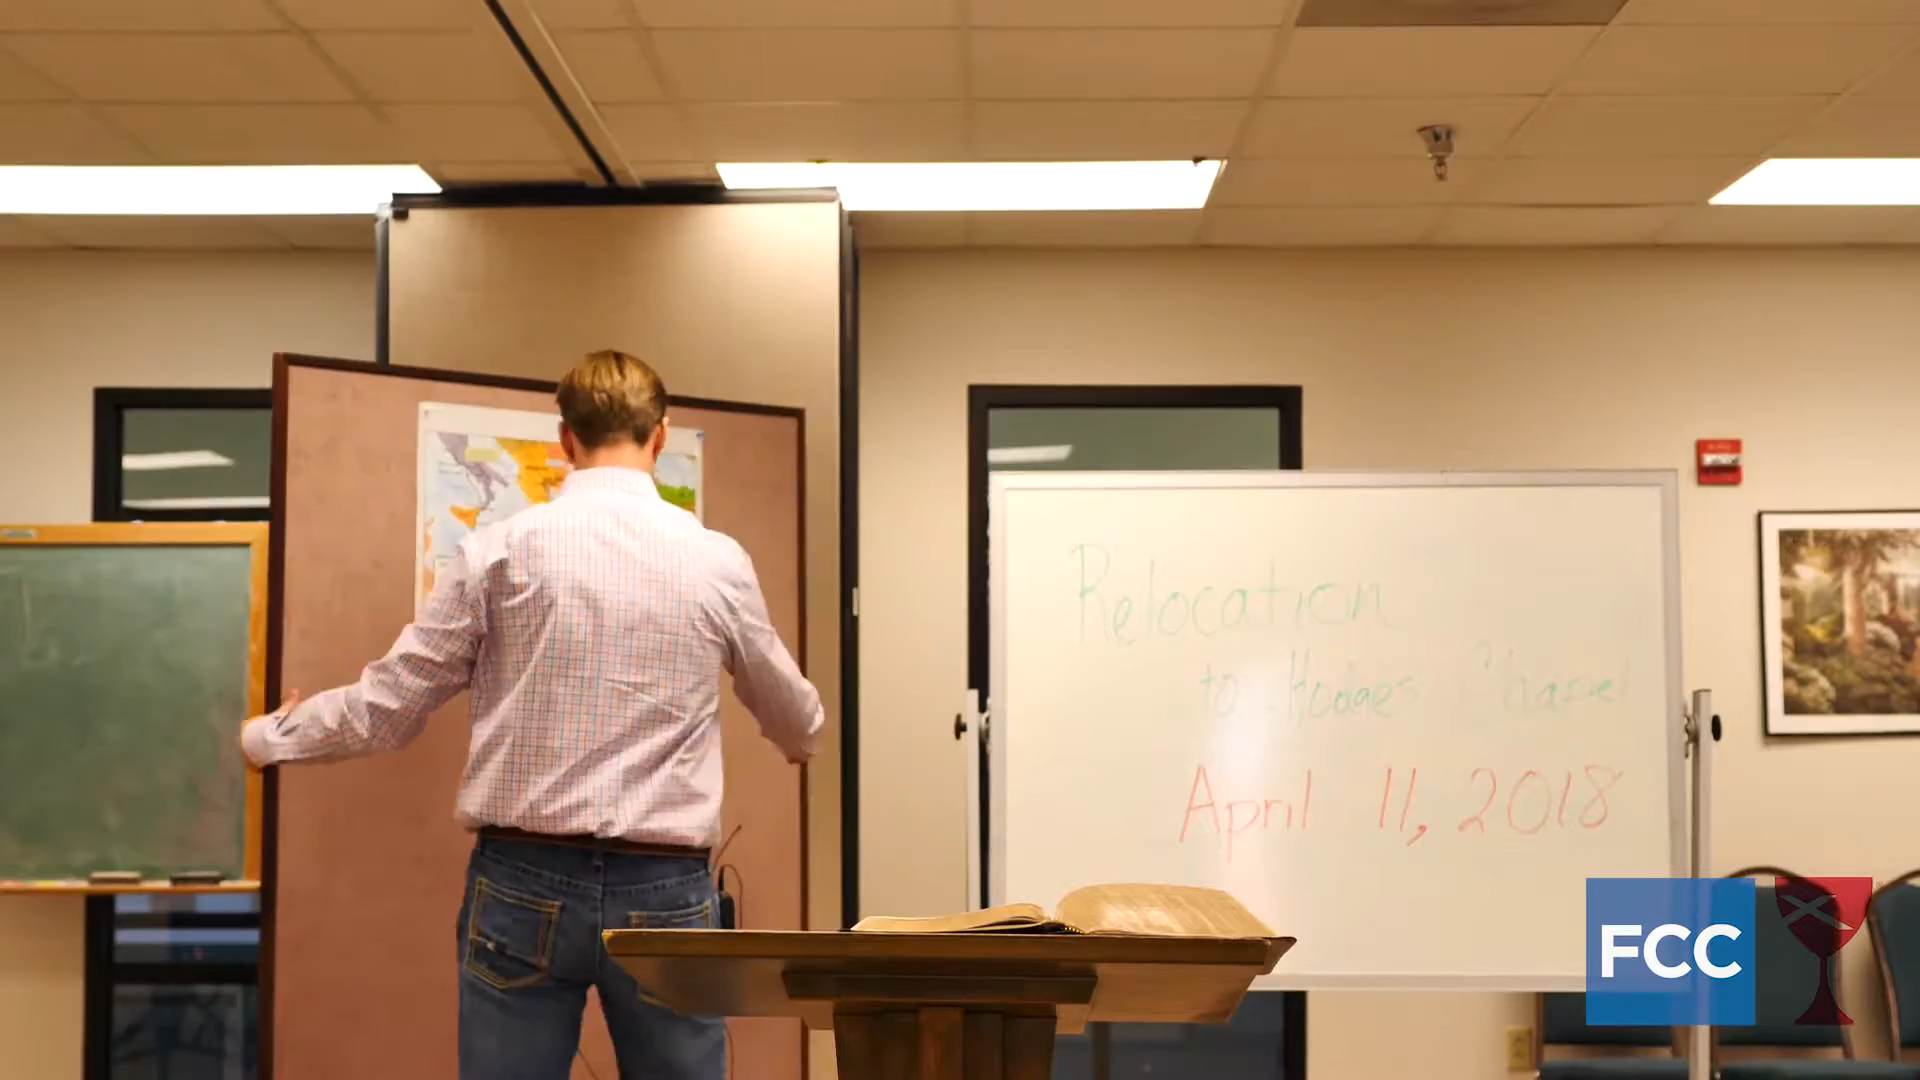 Relocation
to Hodges Chapel
April 11, 2018
FCC